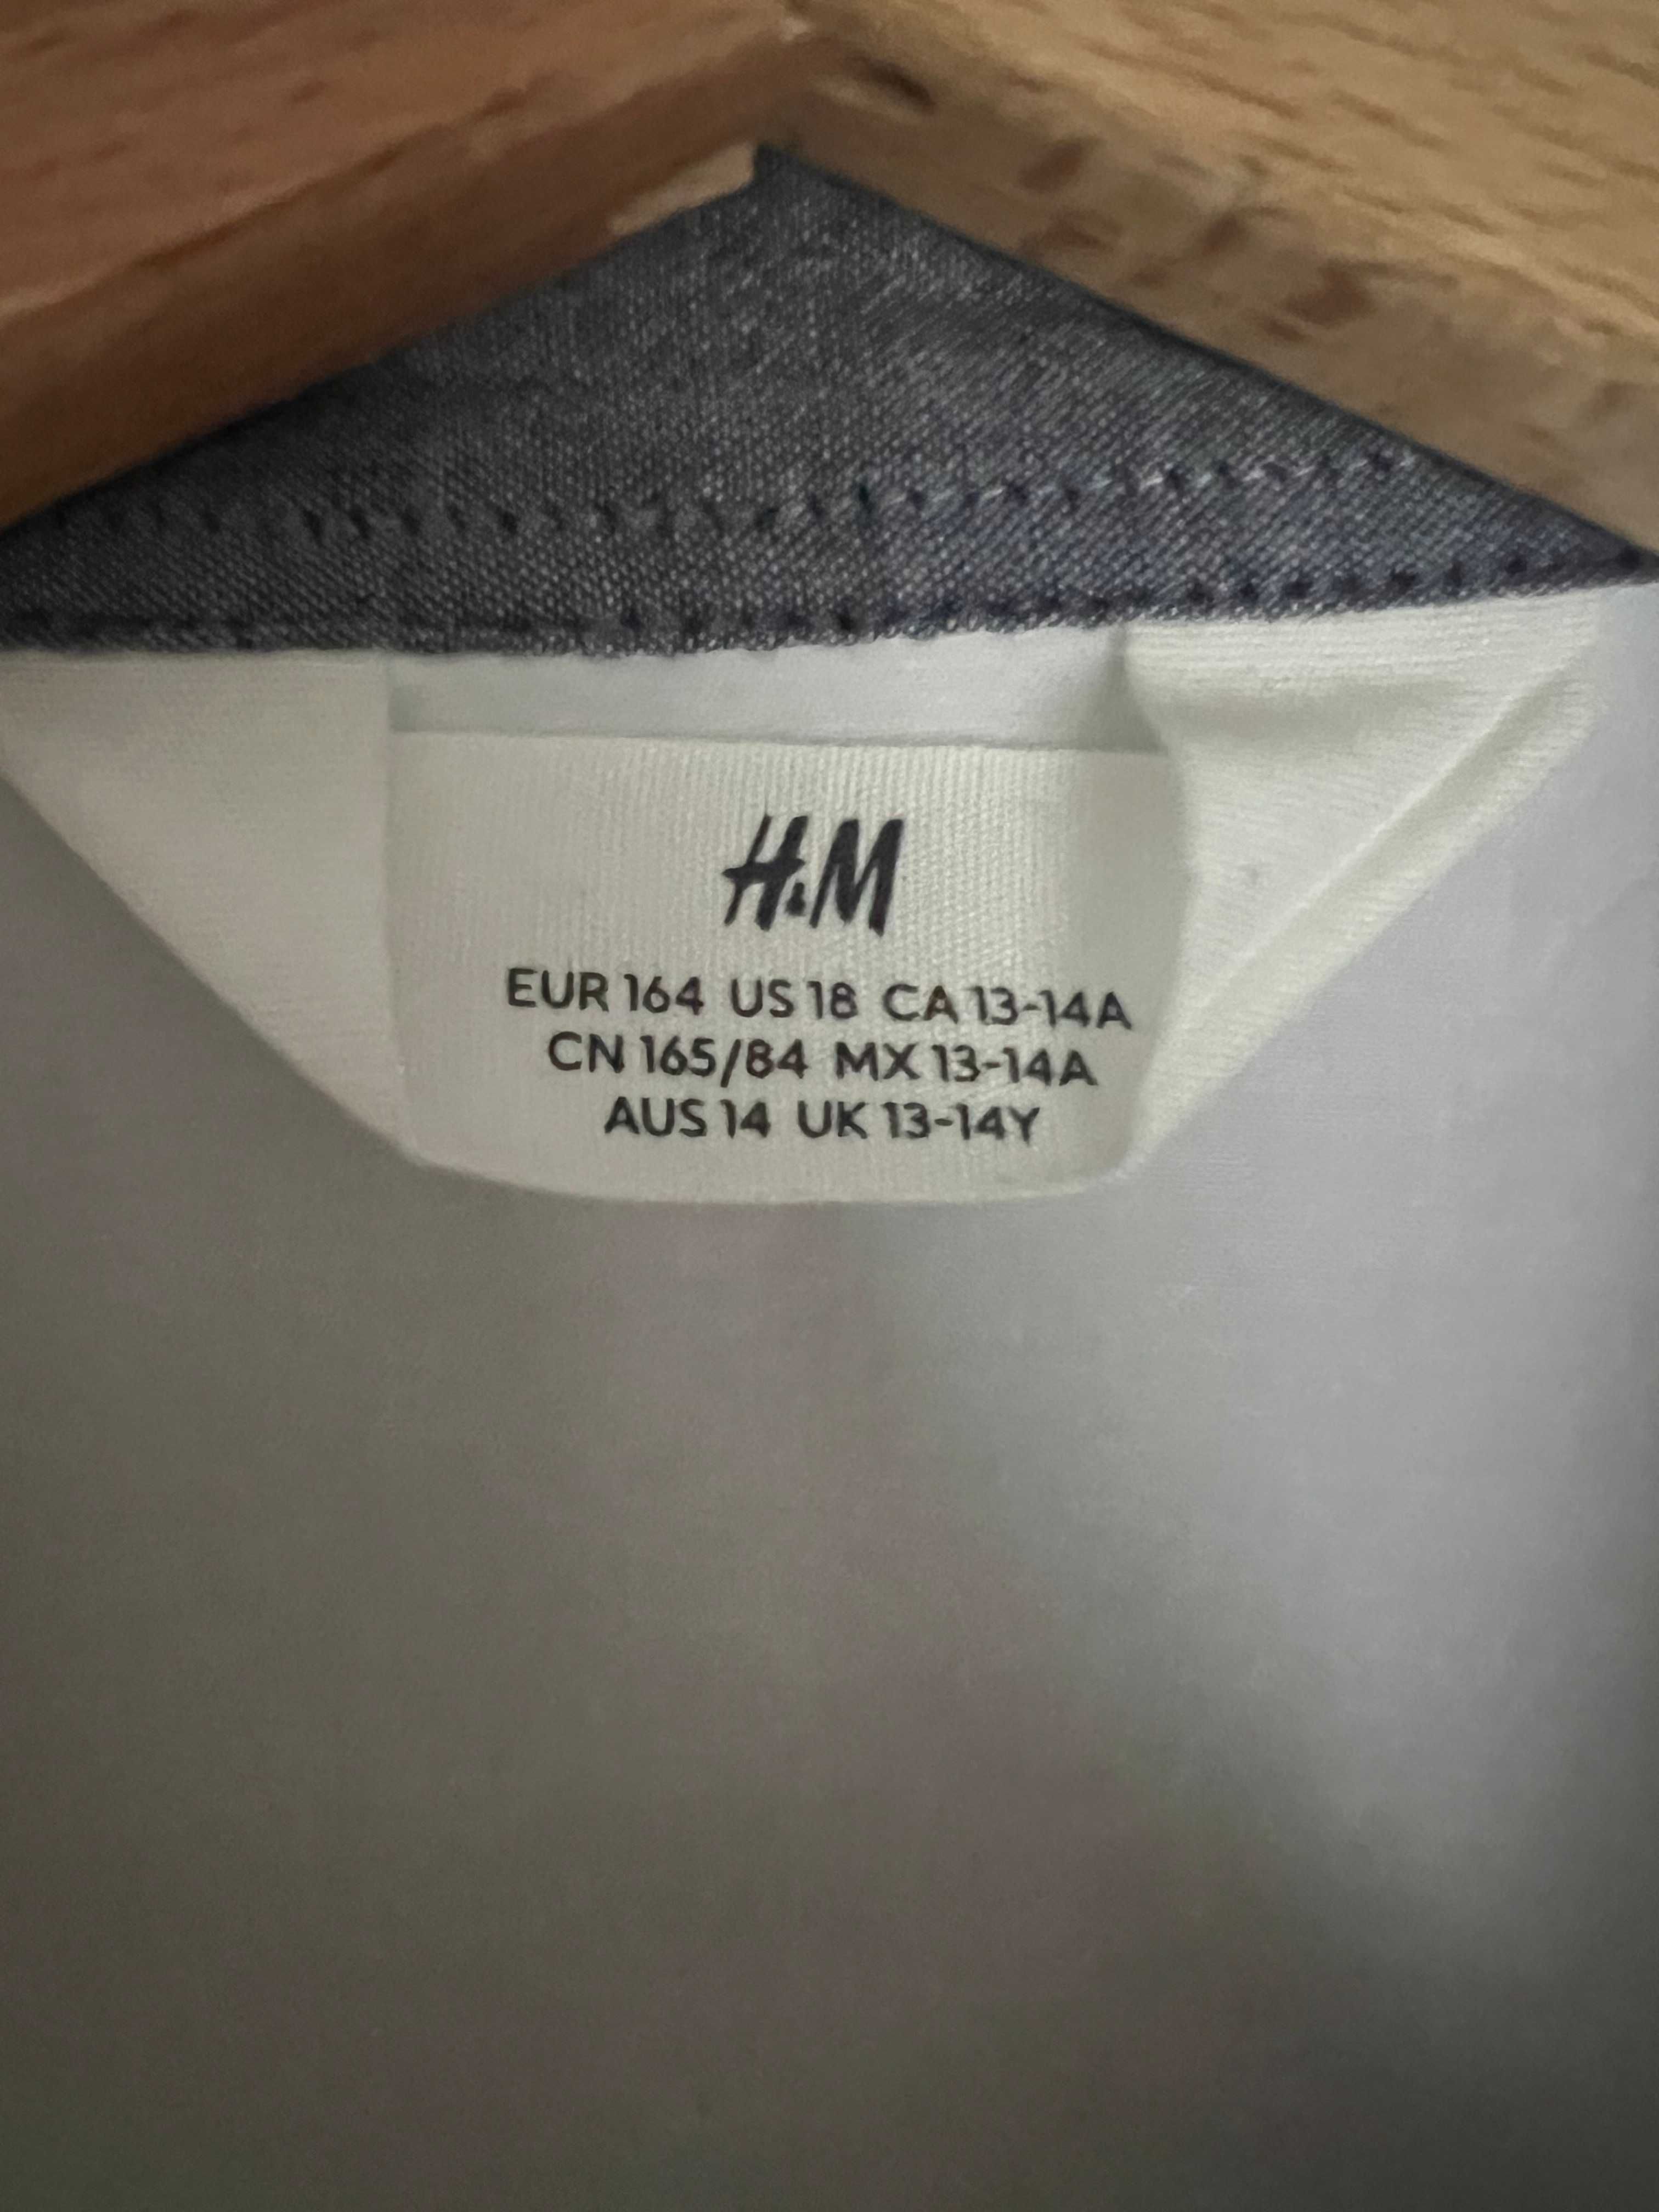 H&M
EUR 164 US 18 CA 13-14A
CN 165/84 MX 13-14A
AUS 14 UK 13-14Y